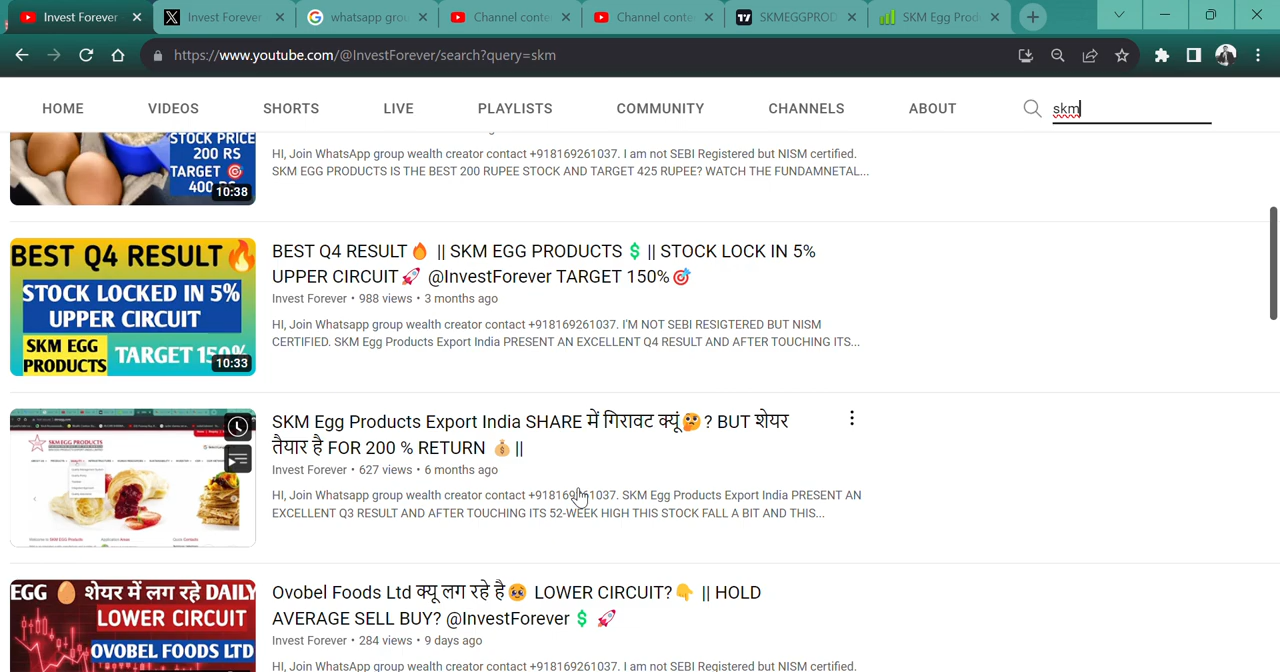 Invest Forever
Invest Forever
whatsapp grou
Channel conte
Channel conte
SKMEGGPROD
SKM Egg Prod
https://www.youtube.com/@InvestForever/search?query=skm
HOME VIDEOS SHORTS LIVE PLAYLISTS COMMUNITY CHANNELS ABOUT skm
STOCK PRICE
200 RS
TARGET 🎯
400 RS
10:38
HI, Join WhatsApp group wealth creator contact +918169261037. I am not SEBI Registered but NISM certified.
SKM EGG PRODUCTS IS THE BEST 200 RUPEE STOCK AND TARGET 425 RUPEE? WATCH THE FUNDAMNETAL...
BEST Q4 RESULT🔥
STOCK LOCKED IN 5%
UPPER CIRCUIT
SKM EGG
PRODUCTS
TARGET 150%
10:33
BEST Q4 RESULT🔥 || SKM EGG PRODUCTS 💲 || STOCK LOCK IN 5%
UPPER CIRCUIT🚀 @InvestForever TARGET 150%🎯
Invest Forever • 988 views • 3 months ago
HI, Join Whatsapp group wealth creator contact +918169261037. I'M NOT SEBI RESIGTERED BUT NISM
CERTIFIED. SKM Egg Products Export India PRESENT AN EXCELLENT Q4 RESULT AND AFTER TOUCHING ITS...
SKM EGG PRODUCTS
SKM Egg Products Export India SHARE में गिरावट क्यूं🤔? BUT शेयर
तैयार है FOR 200 % RETURN 💰 ||
Invest Forever • 627 views • 6 months ago
HI, Join Whatsapp group wealth creator contact +918169261037. SKM Egg Products Export India PRESENT AN
EXCELLENT Q3 RESULT AND AFTER TOUCHING ITS 52-WEEK HIGH THIS STOCK FALL A BIT AND THIS...
EGG 🥚 शेयर में लग रहे DAILY
LOWER CIRCUIT
OVOBEL FOODS LTD
Ovobel Foods Ltd क्यू लग रहे है🥺 LOWER CIRCUIT?👇 || HOLD
AVERAGE SELL BUY? @InvestForever 💲 🚀
Invest Forever • 284 views • 9 days ago
HI, Join Whatsapp group wealth creator contact +918169261037. I am not SEBI Registered but NISM certified.